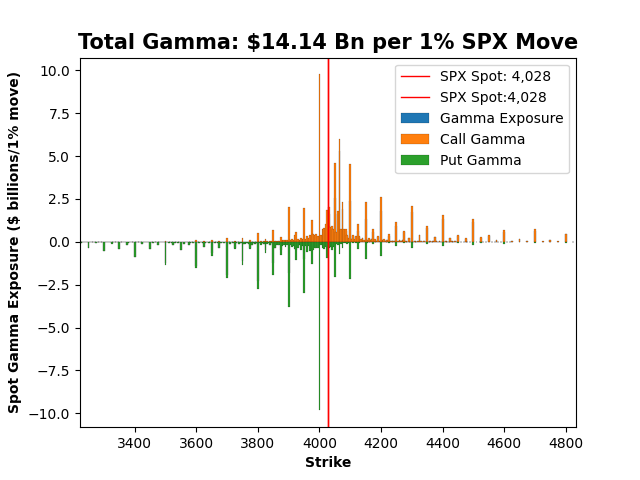 Total Gamma: $14.14 Bn per 1% SPX Move
SPX Spot: 4,028
SPX Spot:4,028
Gamma Exposure
Call Gamma
Put Gamma
Spot Gamma Exposure ($ billions/1% move)
10.0
7.5
5.0
2.5
0.0
−2.5
−5.0
−7.5
−10.0
3400 3600 3800 4000 4200 4400 4600 4800
Strike